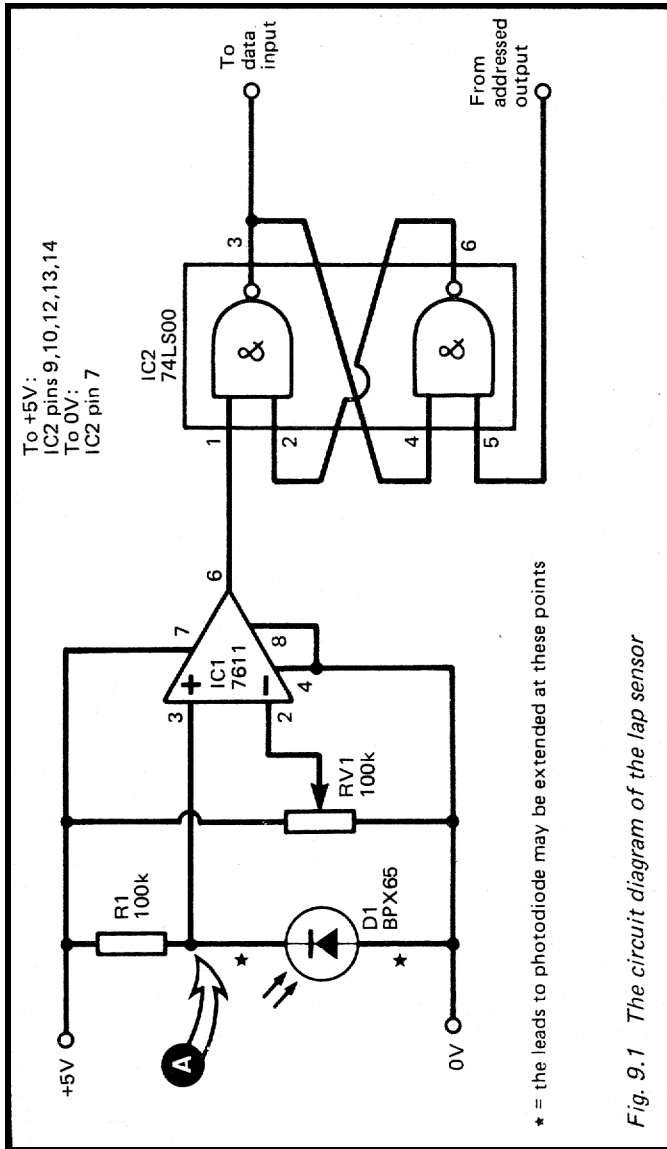 To +5V:
IC2 pins 9,10,12,13,14
To 0V:
IC2 pin 7
+5V
R1
100k
A
★
D1
BPX65
★
0V
RV1
100k
3
+
IC1
7611
−
2
7
6
8
4
IC2
74LS00
1
2
&
3
4
5
&
6
To
data
input
From
addressed
output
★ = the leads to photodiode may be extended at these points
Fig. 9.1 The circuit diagram of the lap sensor